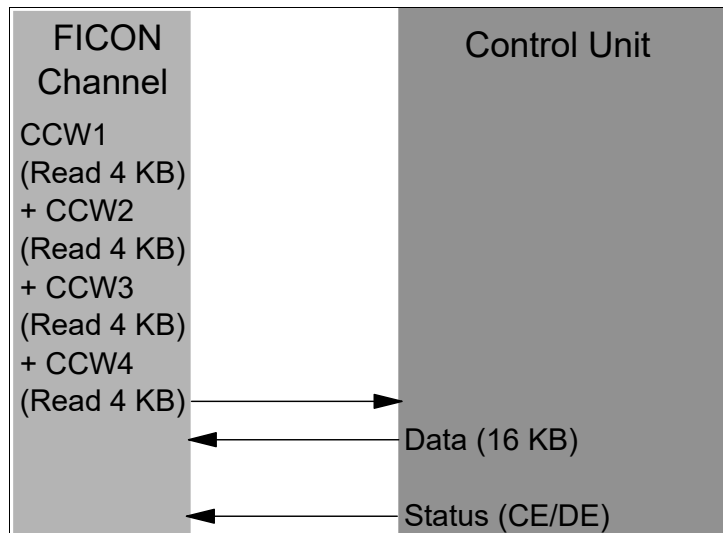 FICON
Channel
Control Unit
CCW1
(Read 4 KB)
+ CCW2
(Read 4 KB)
+ CCW3
(Read 4 KB)
+ CCW4
(Read 4 KB)
Data (16 KB)
Status (CE/DE)